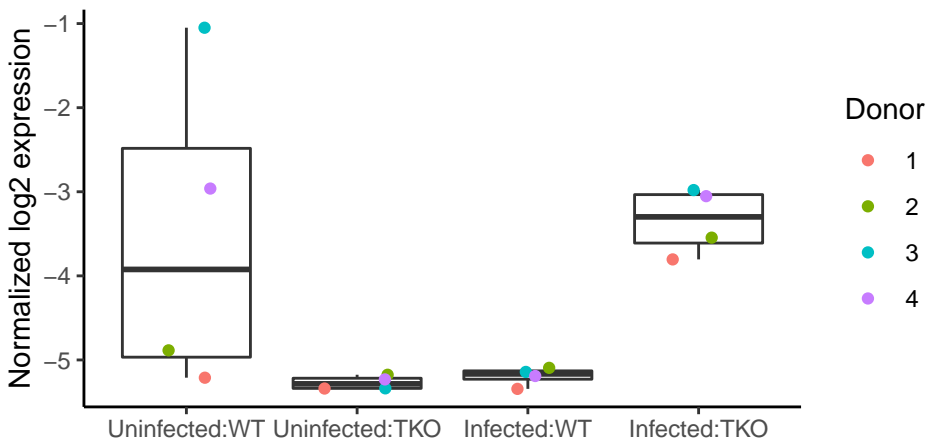 Normalized log2 expression
−1
−2
−3
−4
−5
Uninfected:WT
Uninfected:TKO
Infected:WT
Infected:TKO
Donor
1
2
3
4